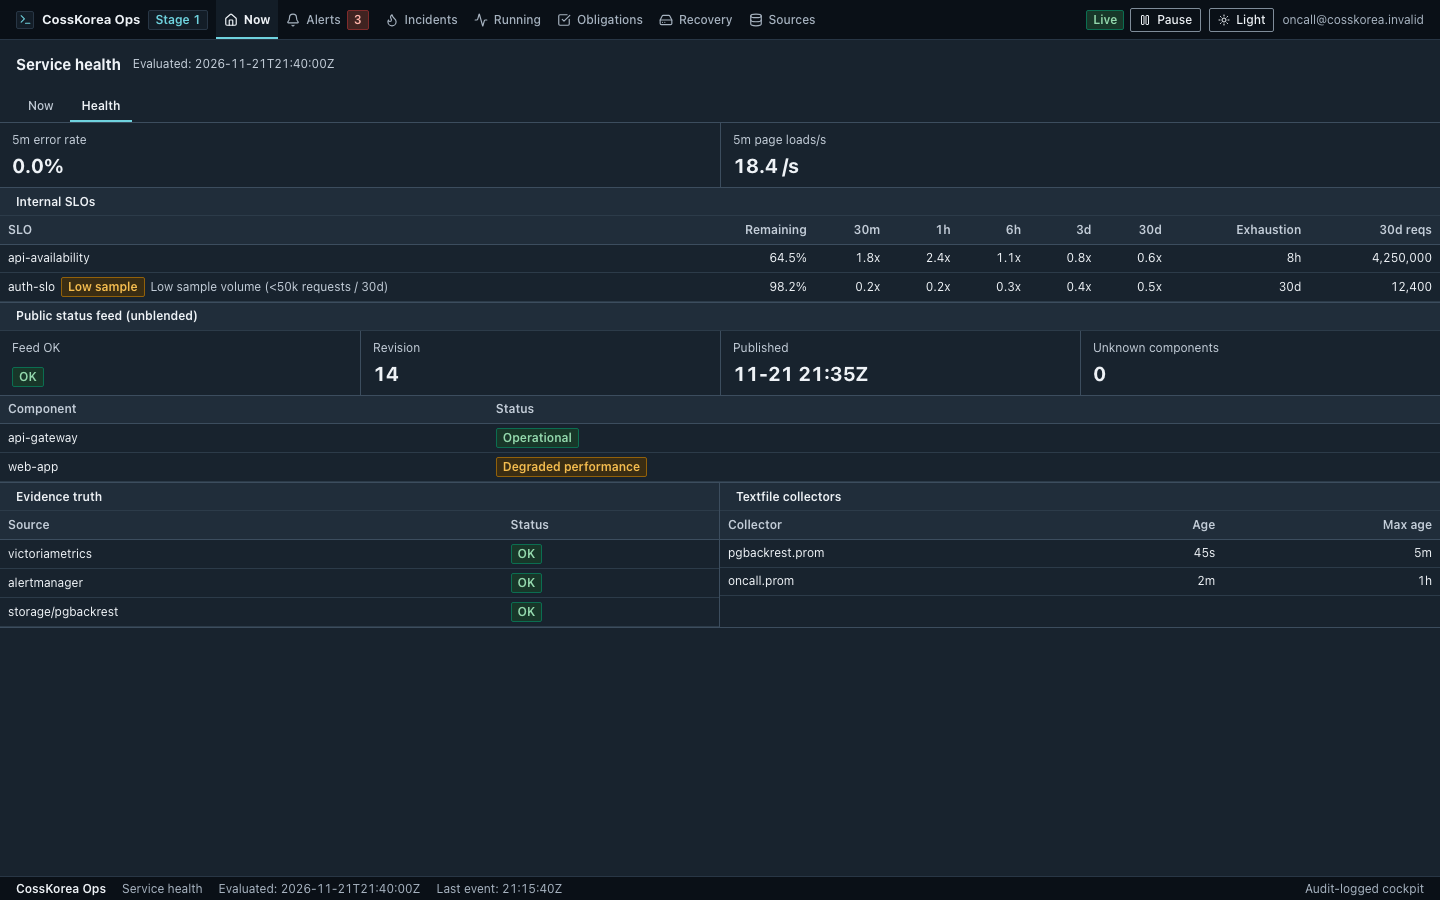 CossKorea Ops Stage 1 Now Alerts 3 Incidents Running Obligations Recovery Sources Live Pause Light oncall@cosskorea.invalid
Service health Evaluated: 2026-11-21T21:40:00Z
Now Health
5m error rate 5m page loads/s
0.0% 18.4 /s
Internal SLOs
SLO Remaining 30m 1h 6h 3d 30d Exhaustion 30d reqs
api-availability 64.5% 1.8x 2.4x 1.1x 0.8x 0.6x 8h 4,250,000
auth-slo Low sample Low sample volume (<50k requests / 30d) 98.2% 0.2x 0.2x 0.3x 0.4x 0.5x 30d 12,400
Public status feed (unblended)
Feed OK Revision Published Unknown components
OK 14 11-21 21:35Z 0
Component Status
api-gateway Operational
web-app Degraded performance
Evidence truth Textfile collectors
Source Status Collector Age Max age
victoriametrics OK pgbackrest.prom 45s 5m
alertmanager OK oncall.prom 2m 1h
storage/pgbackrest OK
CossKorea Ops Service health Evaluated: 2026-11-21T21:40:00Z Last event: 21:15:40Z Audit-logged cockpit